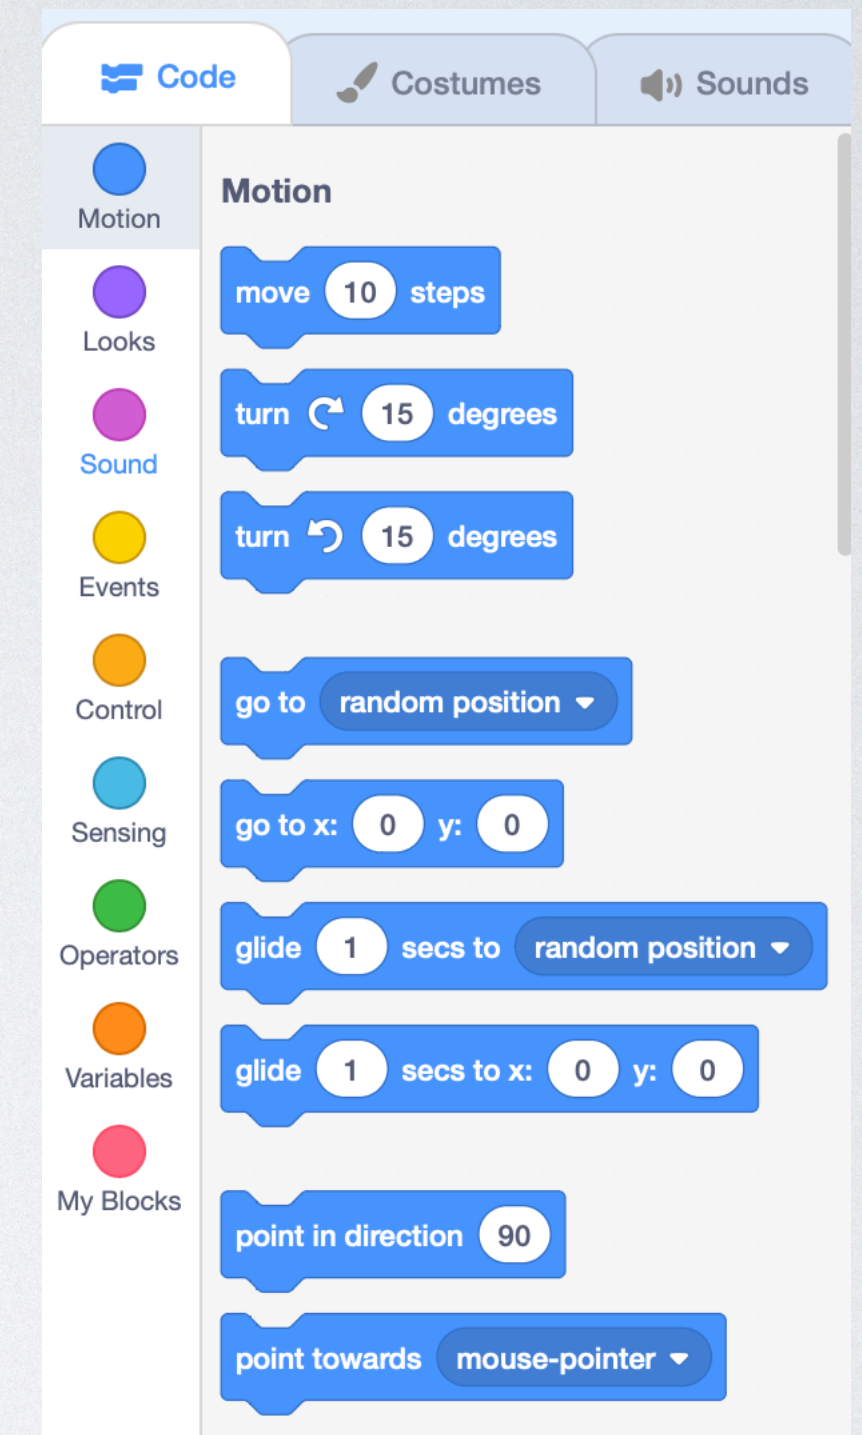 Code Costumes Sounds
Motion
Looks
Sound
Events
Control
Sensing
Operators
Variables
My Blocks
Motion
move 10 steps
turn 15 degrees
turn 15 degrees
go to random position
go to x: 0 y: 0
glide 1 secs to random position
glide 1 secs to x: 0 y: 0
point in direction 90
point towards mouse-pointer